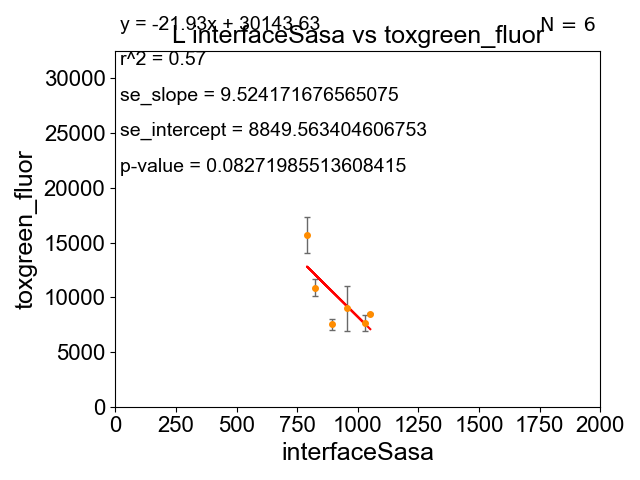 y = -21.93x + 30143.63
N = 6
L interfaceSasa vs toxgreen_fluor
r^2 = 0.57
se_slope = 9.524171676565075
se_intercept = 8849.563404606753
p-value = 0.08271985513608415
30000
25000
20000
15000
10000
5000
0
toxgreen_fluor
0 250 500 750 1000 1250 1500 1750 2000
interfaceSasa